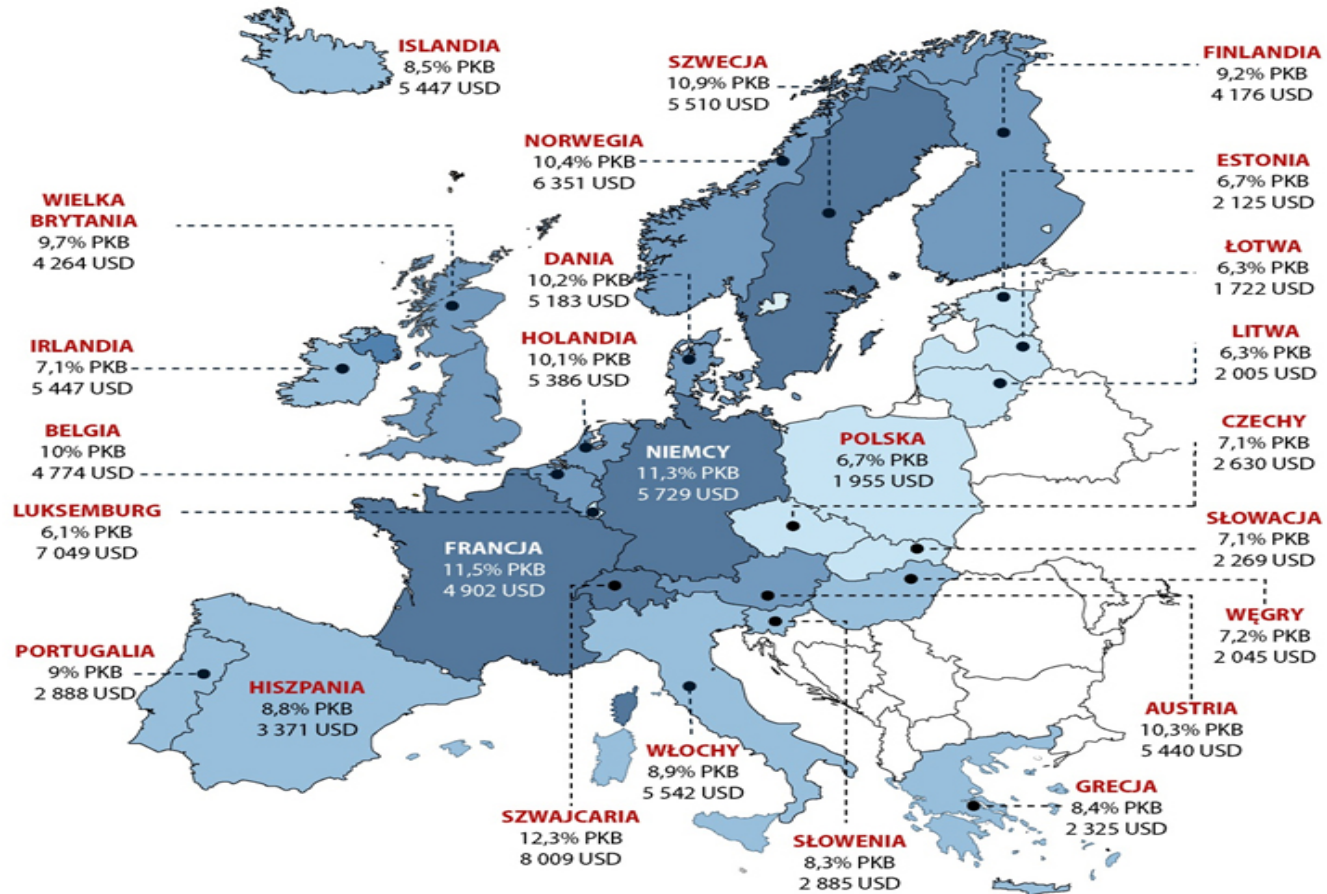 ISLANDIA
8,5% PKB
5 447 USD
SZWECJA
10,9% PKB
5 510 USD
FINLANDIA
9,2% PKB
4 176 USD
NORWEGIA
10,4% PKB
6 351 USD
ESTONIA
6,7% PKB
2 125 USD
WIELKA
BRYTANIA
9,7% PKB
4 264 USD
DANIA
10,2% PKB
5 183 USD
ŁOTWA
6,3% PKB
1 722 USD
IRLANDIA
7,1% PKB
5 447 USD
HOLANDIA
10,1% PKB
5 386 USD
LITWA
6,3% PKB
2 005 USD
BELGIA
10% PKB
4 774 USD
NIEMCY
11,3% PKB
5 729 USD
POLSKA
6,7% PKB
1 955 USD
CZECHY
7,1% PKB
2 630 USD
LUKSEMBURG
6,1% PKB
7 049 USD
FRANCJA
11,5% PKB
4 902 USD
SŁOWACJA
7,1% PKB
2 269 USD
WĘGRY
7,2% PKB
2 045 USD
PORTUGALIA
9% PKB
2 888 USD
HISZPANIA
8,8% PKB
3 371 USD
AUSTRIA
10,3% PKB
5 440 USD
WŁOCHY
8,9% PKB
5 542 USD
GRECJA
8,4% PKB
2 325 USD
SZWAJCARIA
12,3% PKB
8 009 USD
SŁOWENIA
8,3% PKB
2 885 USD